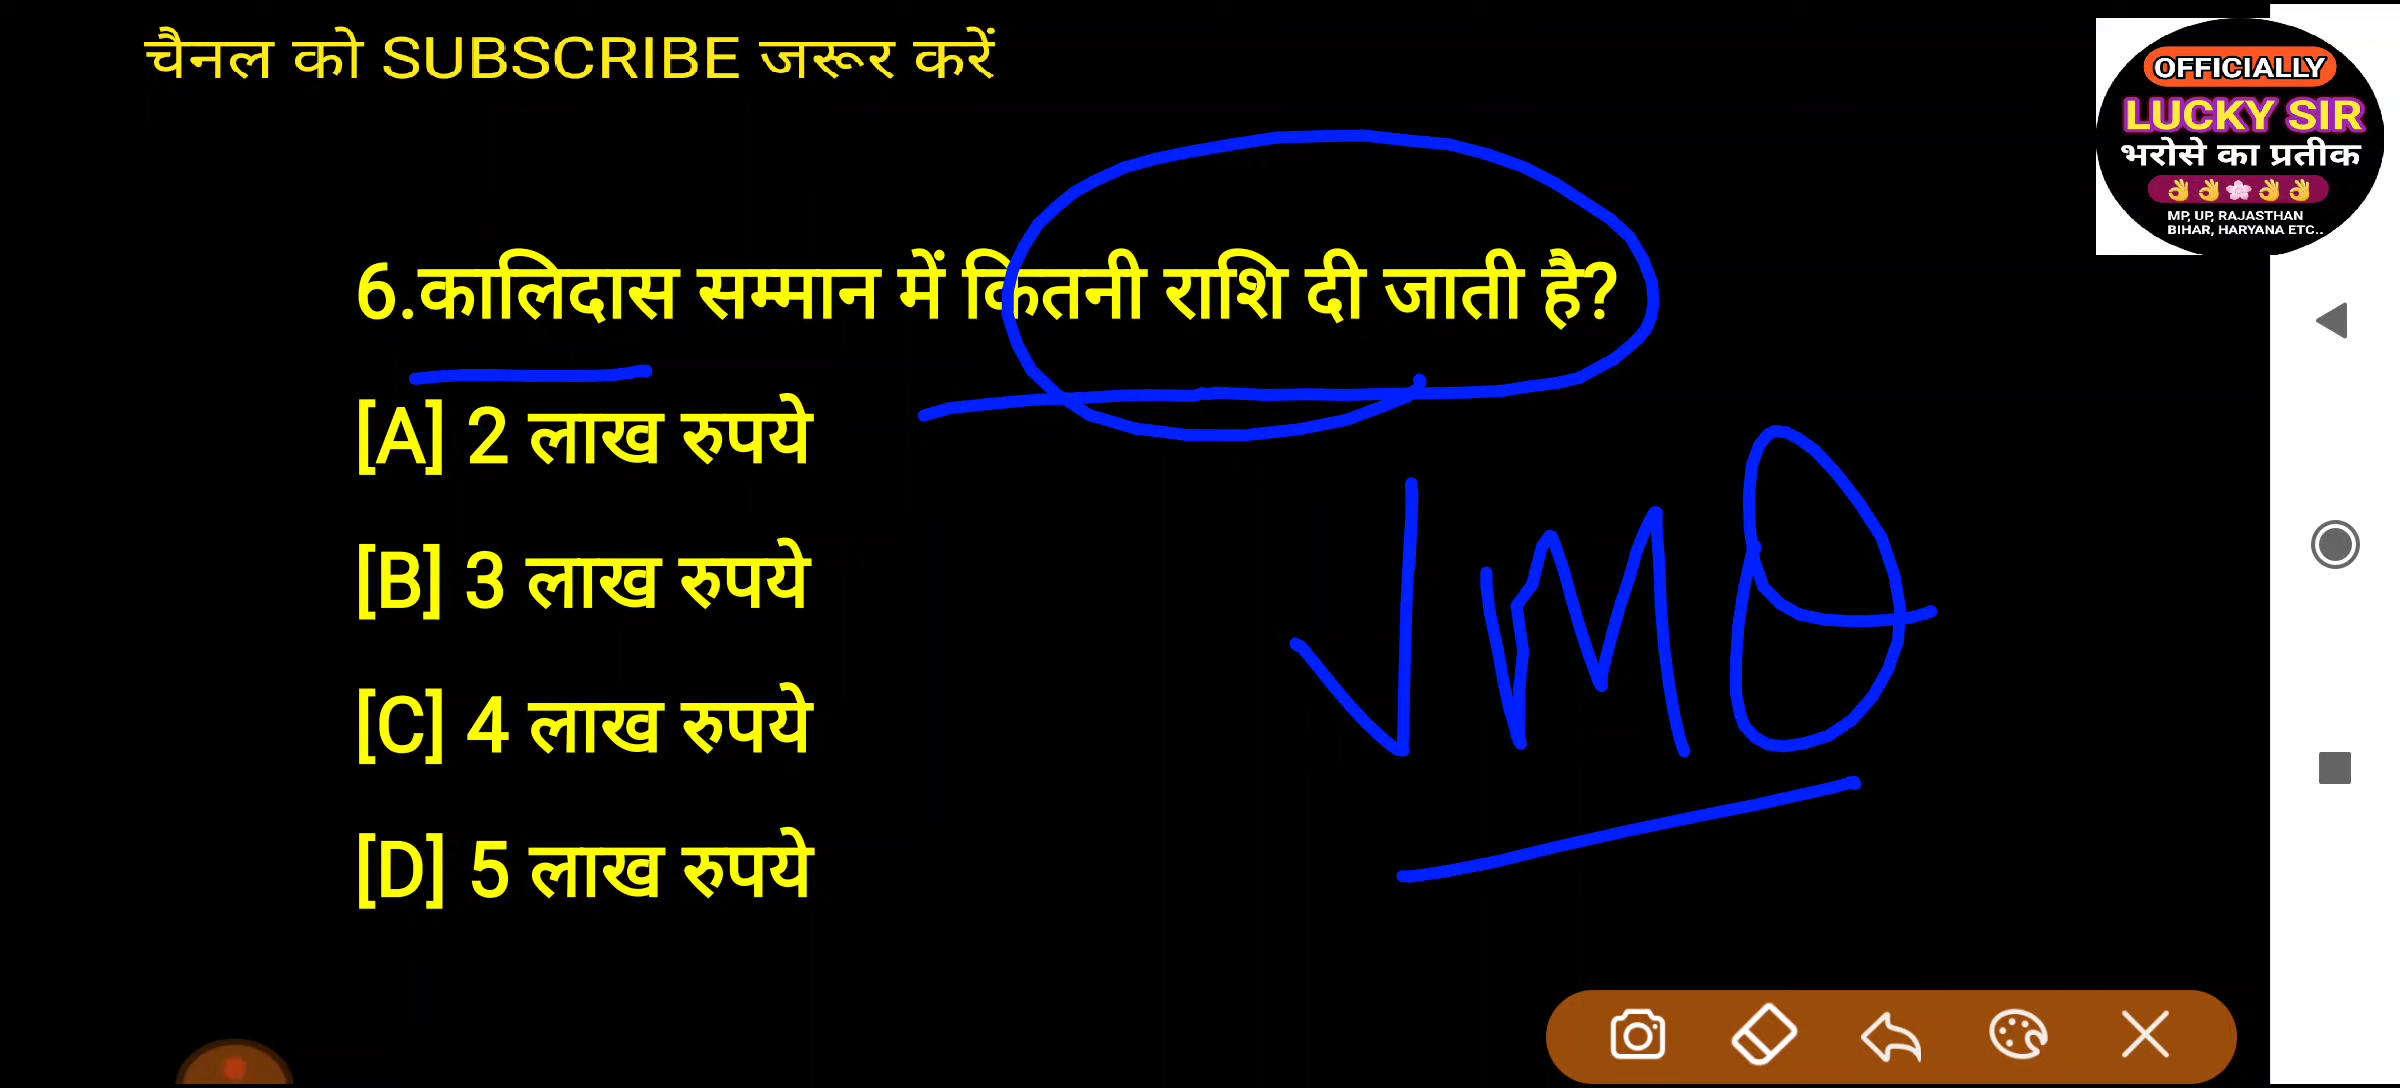 चैनल को SUBSCRIBE जरूर करें
OFFICIALLY
LUCKY SIR
भरोसे का प्रतीक
MP, UP, RAJASTHAN
BIHAR, HARYANA ETC..
6.कालिदास सम्मान में कितनी राशि दी जाती है?
[A] 2 लाख रुपये
[B] 3 लाख रुपये
[C] 4 लाख रुपये
[D] 5 लाख रुपये